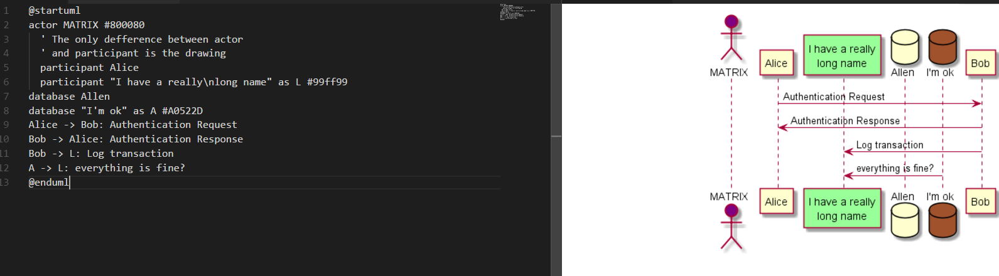 1 @startuml
2 actor MATRIX #800080
3 ' The only defference between actor
4 ' and participant is the drawing
5 participant Alice
6 participant "I have a really\nlong name" as L #99ff99
7 database Allen
8 database "I'm ok" as A #A0522D
9 Alice -> Bob: Authentication Request
10 Bob -> Alice: Authentication Response
11 Bob -> L: Log transaction
12 A -> L: everything is fine?
13 @enduml
MATRIX
Alice
I have a really
long name
Allen
I'm ok
Bob
Authentication Request
Authentication Response
Log transaction
everything is fine?
MATRIX
Alice
I have a really
long name
Allen
I'm ok
Bob